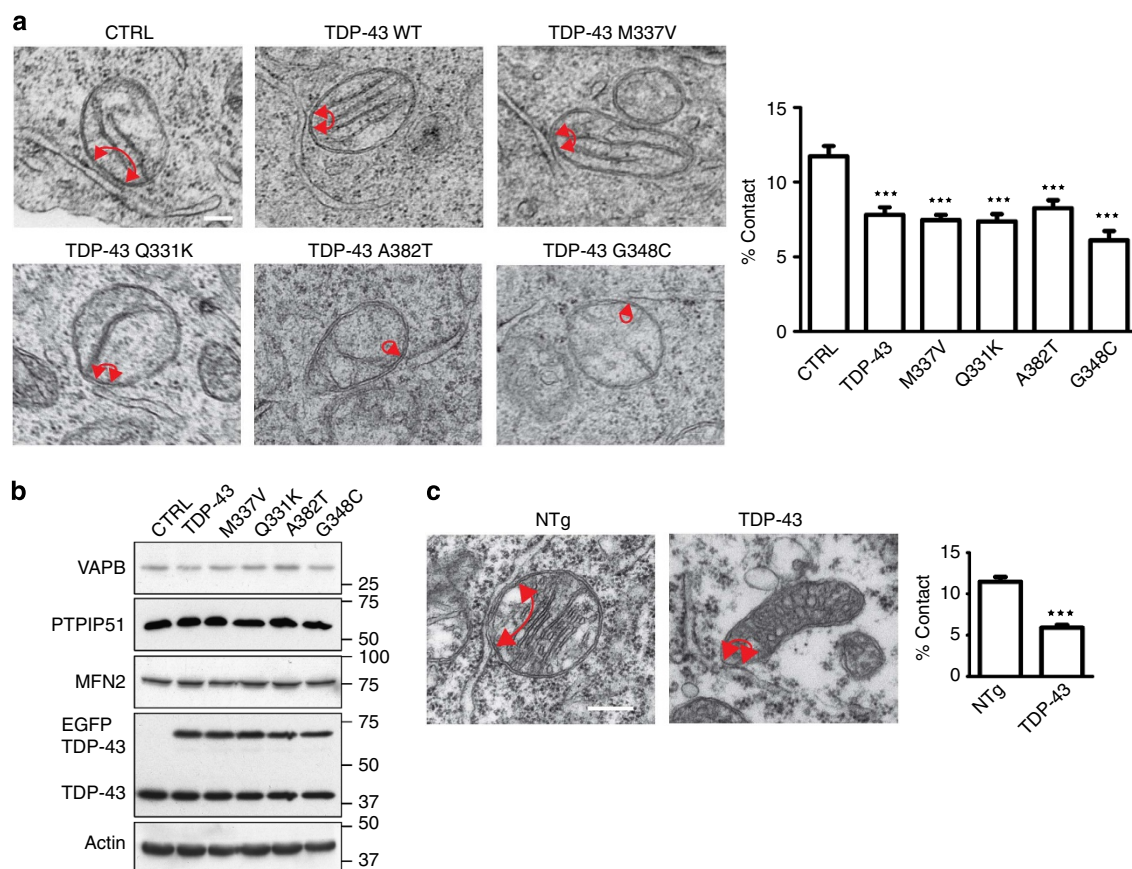 a
CTRL
TDP-43 WT
TDP-43 M337V
TDP-43 Q331K
TDP-43 A382T
TDP-43 G348C
% Contact
15
10
5
0
CTRL
TDP-43
M337V
Q331K
A382T
G348C
***
***
***
***
***
b
CTRL
TDP-43
M337V
Q331K
A382T
G348C
VAPB
25
75
PTPIP51
50
100
MFN2
75
EGFP
TDP-43
75
50
TDP-43
37
50
Actin
37
c
NTg
TDP-43
% Contact
15
10
5
0
***
NTg
TDP-43